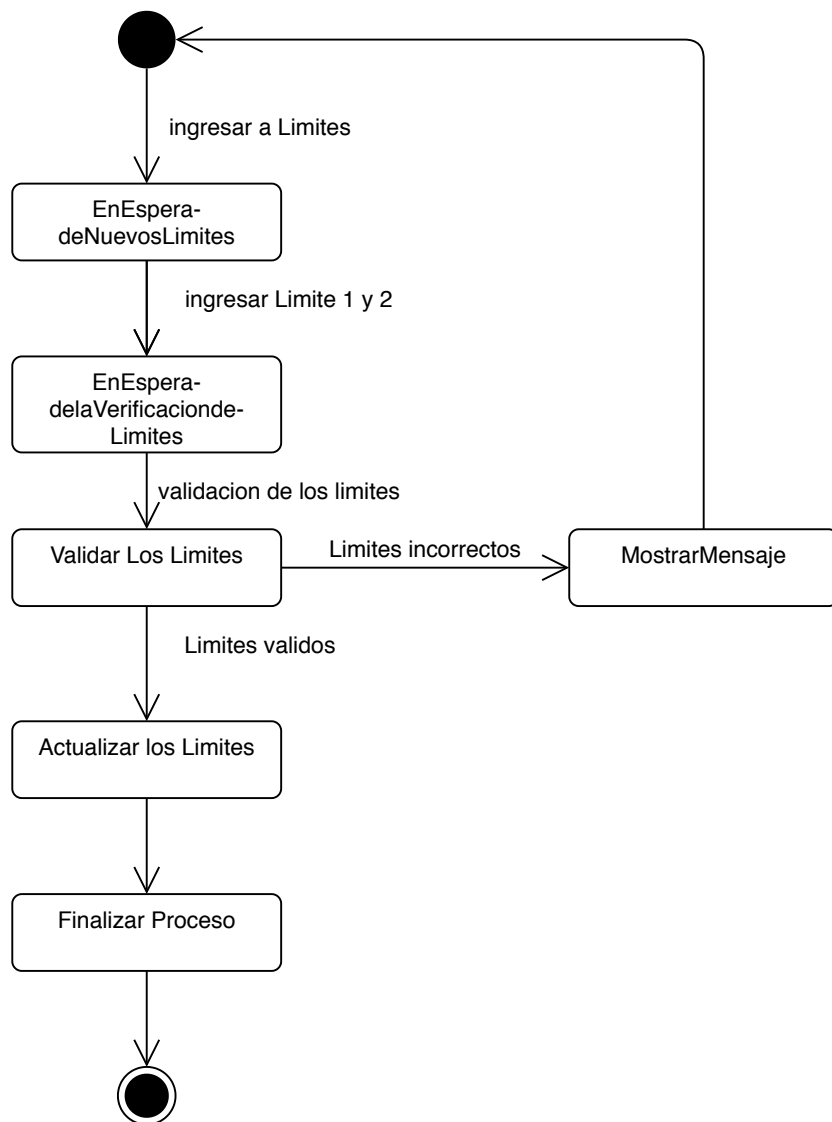 ingresar a Limites
EnEspera-
deNuevosLimites
ingresar Limite 1 y 2
EnEspera-
delaVerificacionde-
Limites
validacion de los limites
Validar Los Limites
Limites incorrectos
MostrarMensaje
Limites validos
Actualizar los Limites
Finalizar Proceso